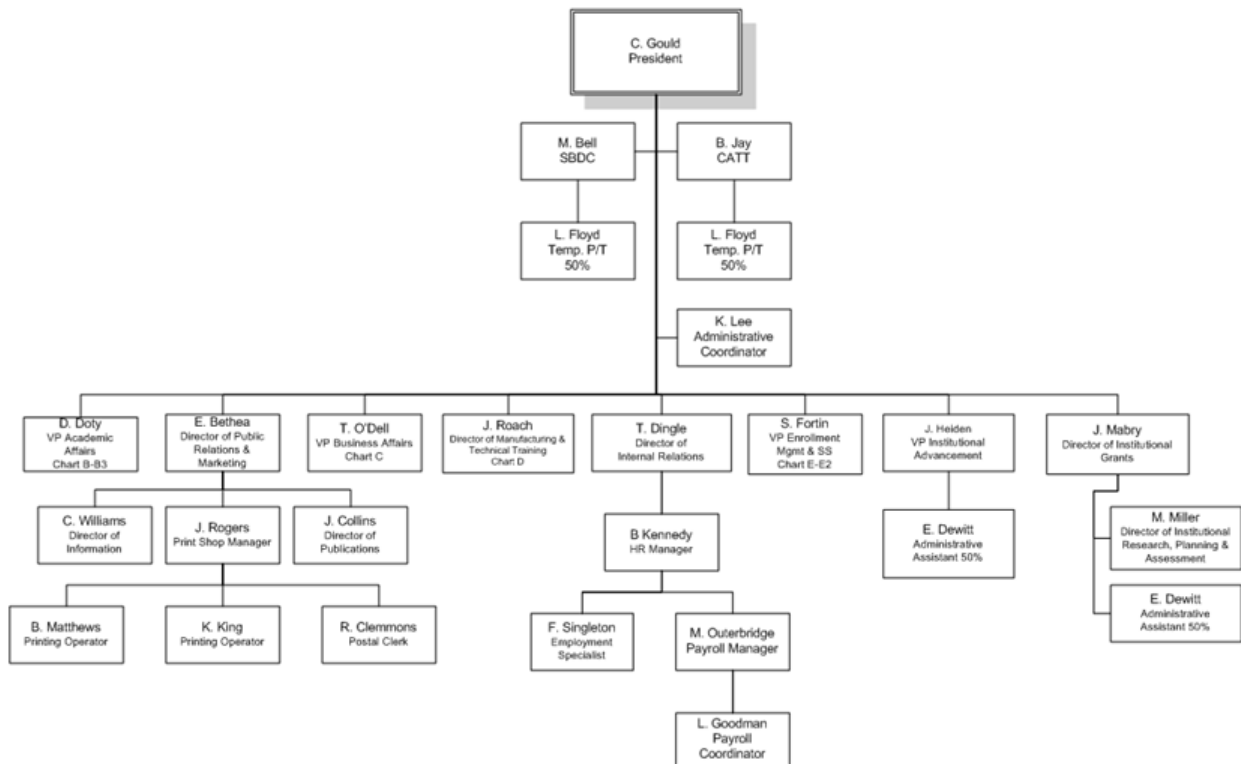 C. Gould
President
M. Bell
SBDC
B. Jay
CATT
L. Floyd
Temp. P/T
50%
L. Floyd
Temp. P/T
50%
K. Lee
Administrative
Coordinator
D. Doty
VP Academic
Affairs
Chart B-B3
E. Bethea
Director of Public
Relations &
Marketing
T. O'Dell
VP Business Affairs
Chart C
J. Roach
Director of Manufacturing &
Technical Training
Chart D
T. Dingle
Director of
Internal Relations
S. Fortin
VP Enrollment
Mgmt & SS
Chart E-E2
J. Heiden
VP Institutional
Advancement
J. Mabry
Director of Institutional
Grants
C. Williams
Director of
Information
J. Rogers
Print Shop Manager
J. Collins
Director of
Publications
B Kennedy
HR Manager
E. Dewitt
Administrative
Assistant 50%
M. Miller
Director of Institutional
Research, Planning &
Assessment
B. Matthews
Printing Operator
K. King
Printing Operator
R. Clemmons
Postal Clerk
F. Singleton
Employment
Specialist
M. Outerbridge
Payroll Manager
E. Dewitt
Administrative
Assistant 50%
L. Goodman
Payroll
Coordinator